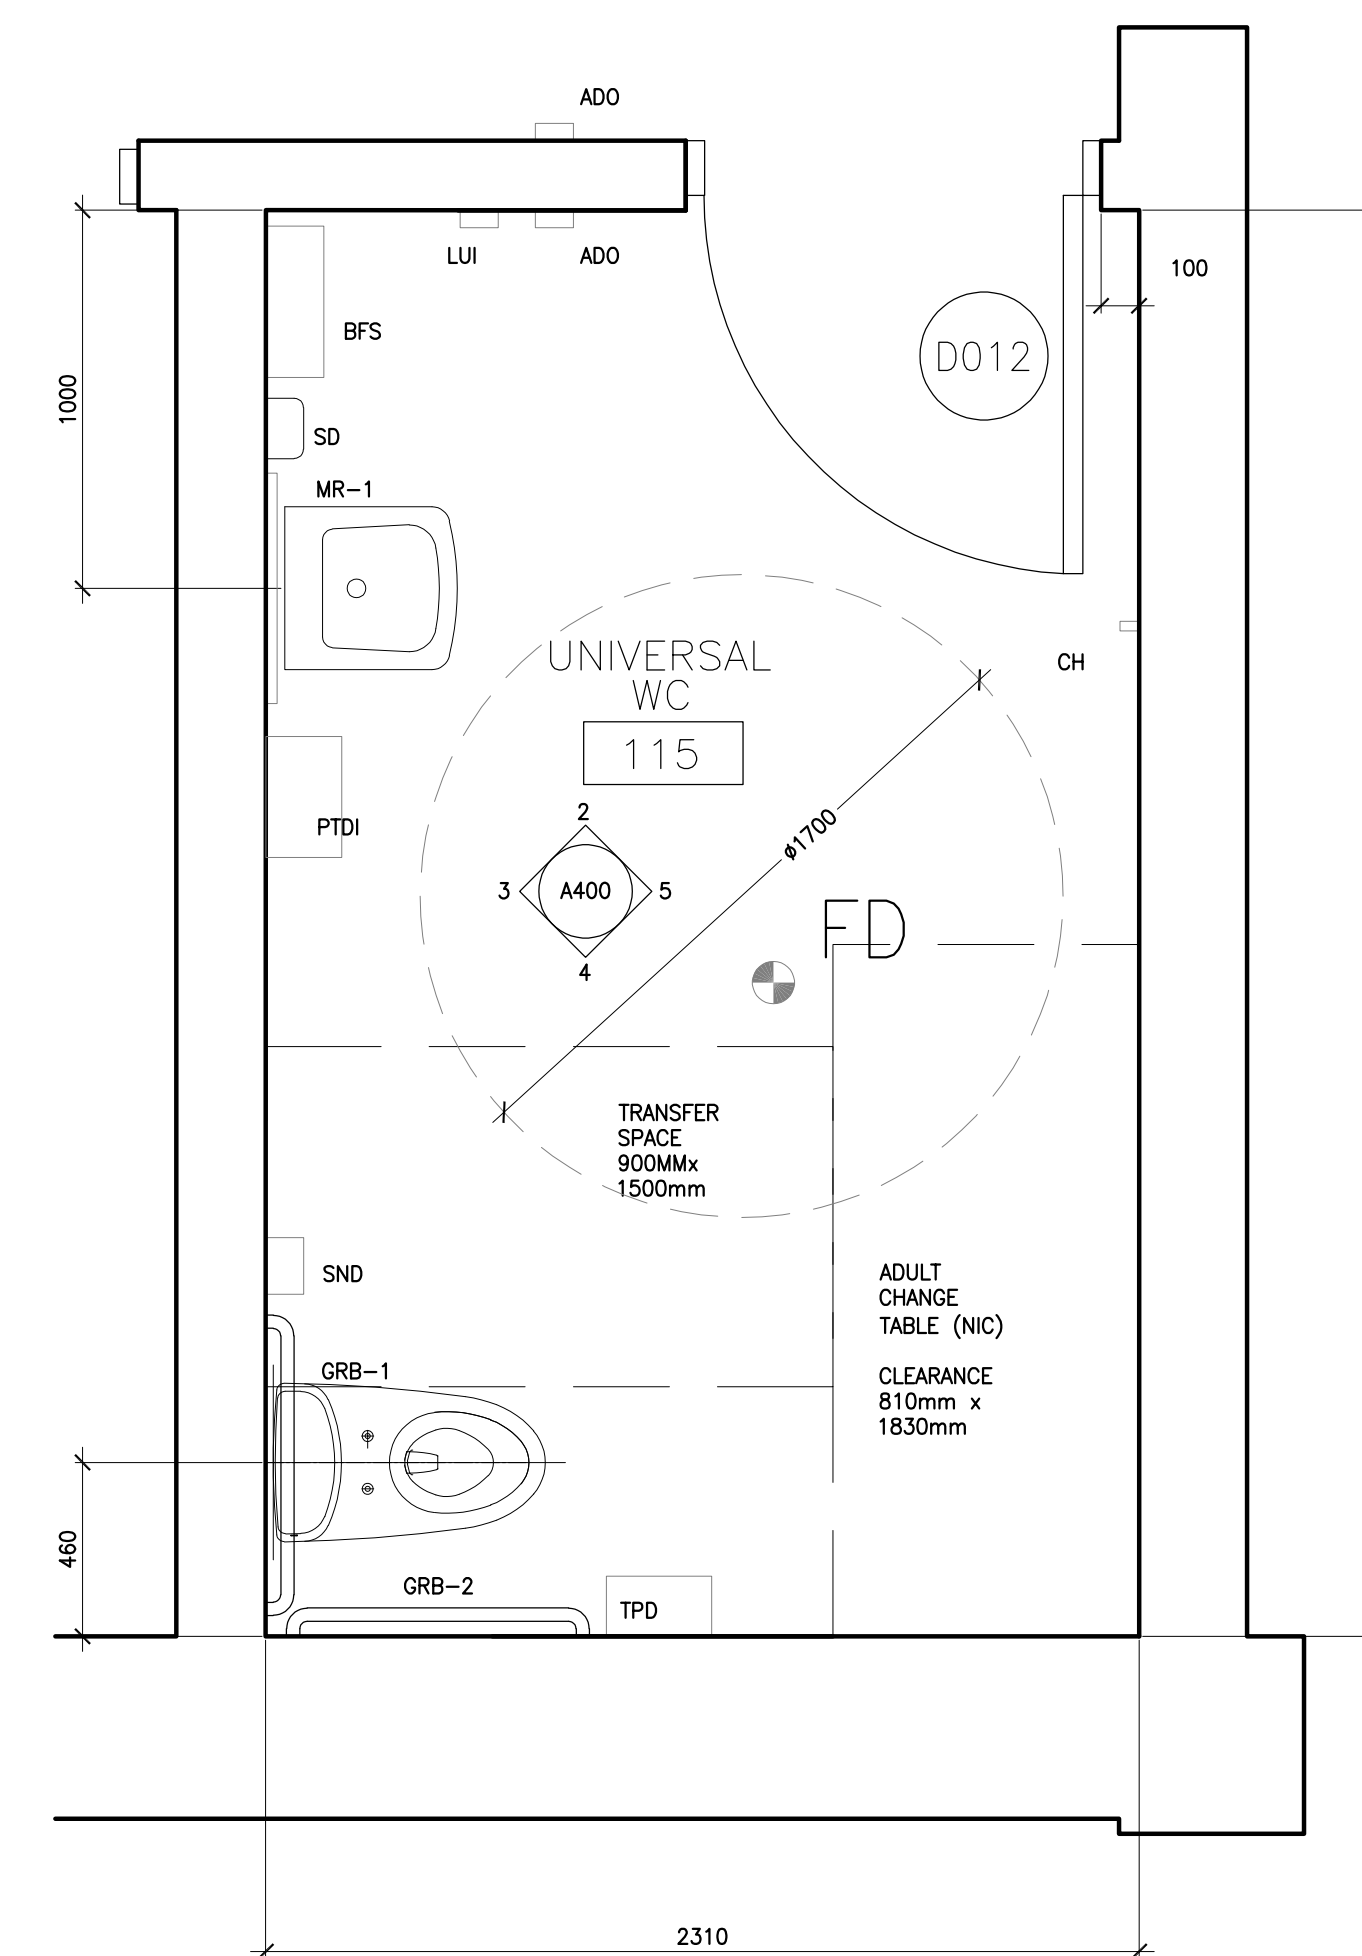 ADO
LUI
ADO
100
BFS
D012
1000
SD
MR-1
UNIVERSAL
WC
115
CH
PTDI
2
3
A400
5
4
ø1700
FD
TRANSFER
SPACE
900MMx
1500mm
SND
ADULT
CHANGE
TABLE (NIC)
CLEARANCE
810mm x
1830mm
GRB-1
460
GRB-2
TPD
2310